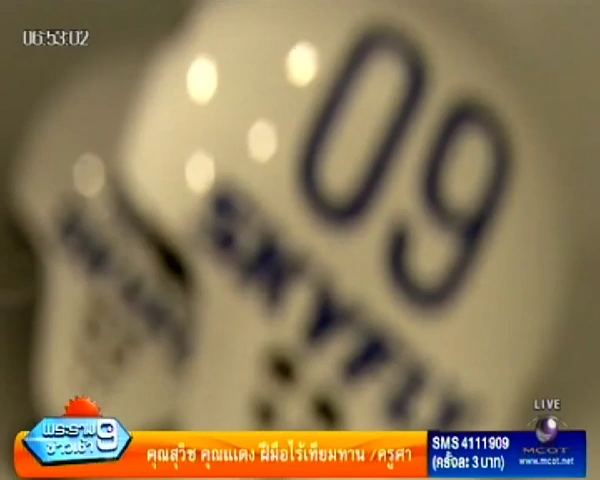 06:53:02
09
SKY
LIVE
พระราม ๙
ข่าวเช้า
คุณสุวิช คุณแดง ฝีมือไร้เทียมทาน /ครูศา
SMS 4111909
(ครั้งละ 3 บาท)
MCOT
www.mcot.net